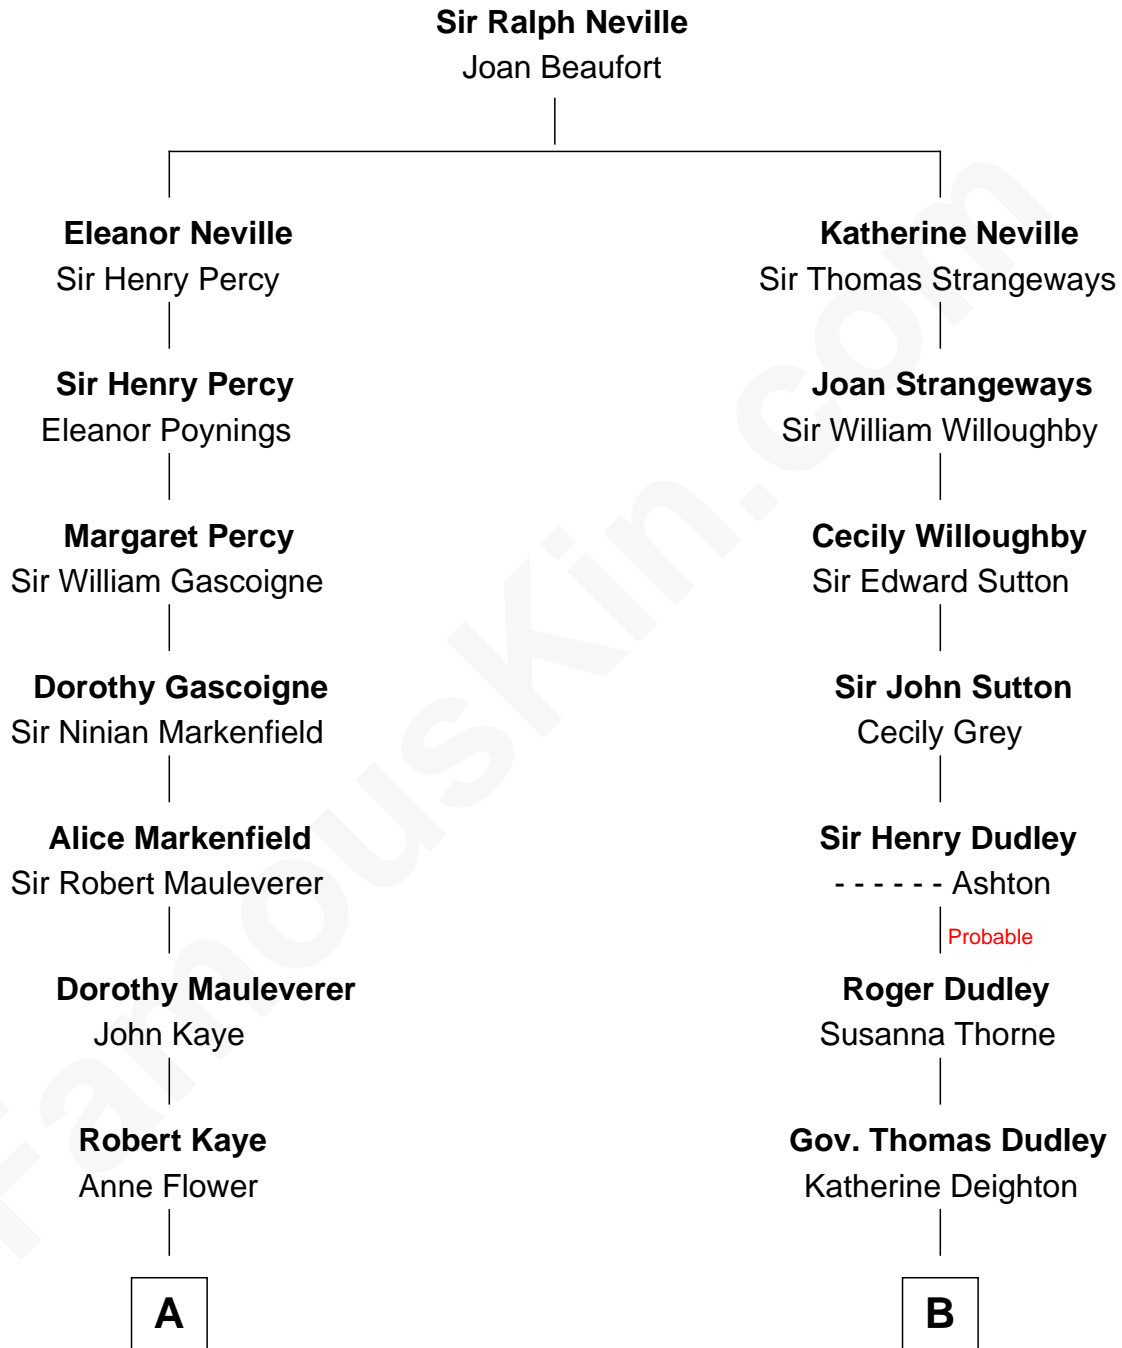 Sir Ralph Neville
Joan Beaufort
Eleanor Neville
Sir Henry Percy
Katherine Neville
Sir Thomas Strangeways
Sir Henry Percy
Eleanor Poynings
Joan Strangeways
Sir William Willoughby
Margaret Percy
Sir William Gascoigne
Cecily Willoughby
Sir Edward Sutton
Dorothy Gascoigne
Sir Ninian Markenfield
Sir John Sutton
Cecily Grey
Alice Markenfield
Sir Robert Mauleverer
Sir Henry Dudley
- - - - - - Ashton
Probable
Dorothy Mauleverer
John Kaye
Roger Dudley
Susanna Thorne
Robert Kaye
Anne Flower
Gov. Thomas Dudley
Katherine Deighton
A
B
FamousKin.com